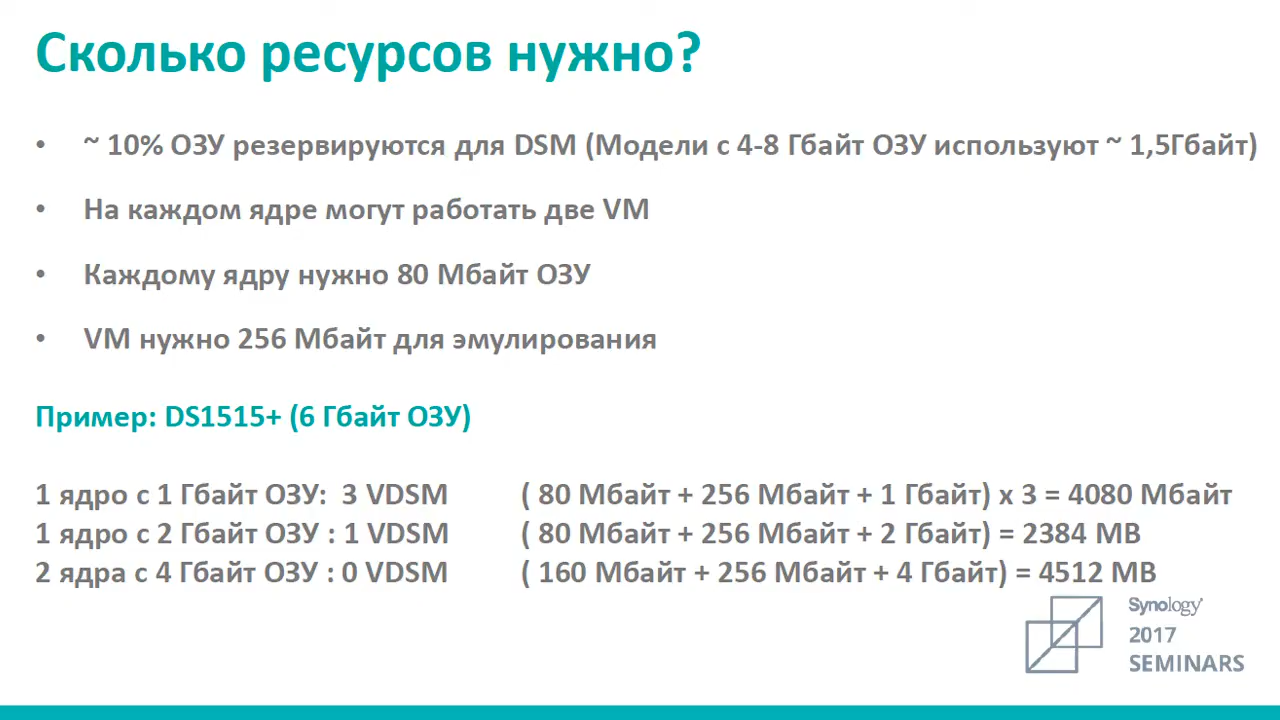 Сколько ресурсов нужно?
• ~ 10% ОЗУ резервируются для DSM (Модели с 4-8 Гбайт ОЗУ используют ~ 1,5Гбайт)
• На каждом ядре могут работать две VM
• Каждому ядру нужно 80 Мбайт ОЗУ
• VM нужно 256 Мбайт для эмулирования
Пример: DS1515+ (6 Гбайт ОЗУ)
1 ядро с 1 Гбайт ОЗУ: 3 VDSM ( 80 Мбайт + 256 Мбайт + 1 Гбайт) x 3 = 4080 Мбайт
1 ядро с 2 Гбайт ОЗУ : 1 VDSM ( 80 Мбайт + 256 Мбайт + 2 Гбайт) = 2384 MB
2 ядра с 4 Гбайт ОЗУ : 0 VDSM ( 160 Мбайт + 256 Мбайт + 4 Гбайт) = 4512 MB
Synology®
2017
SEMINARS